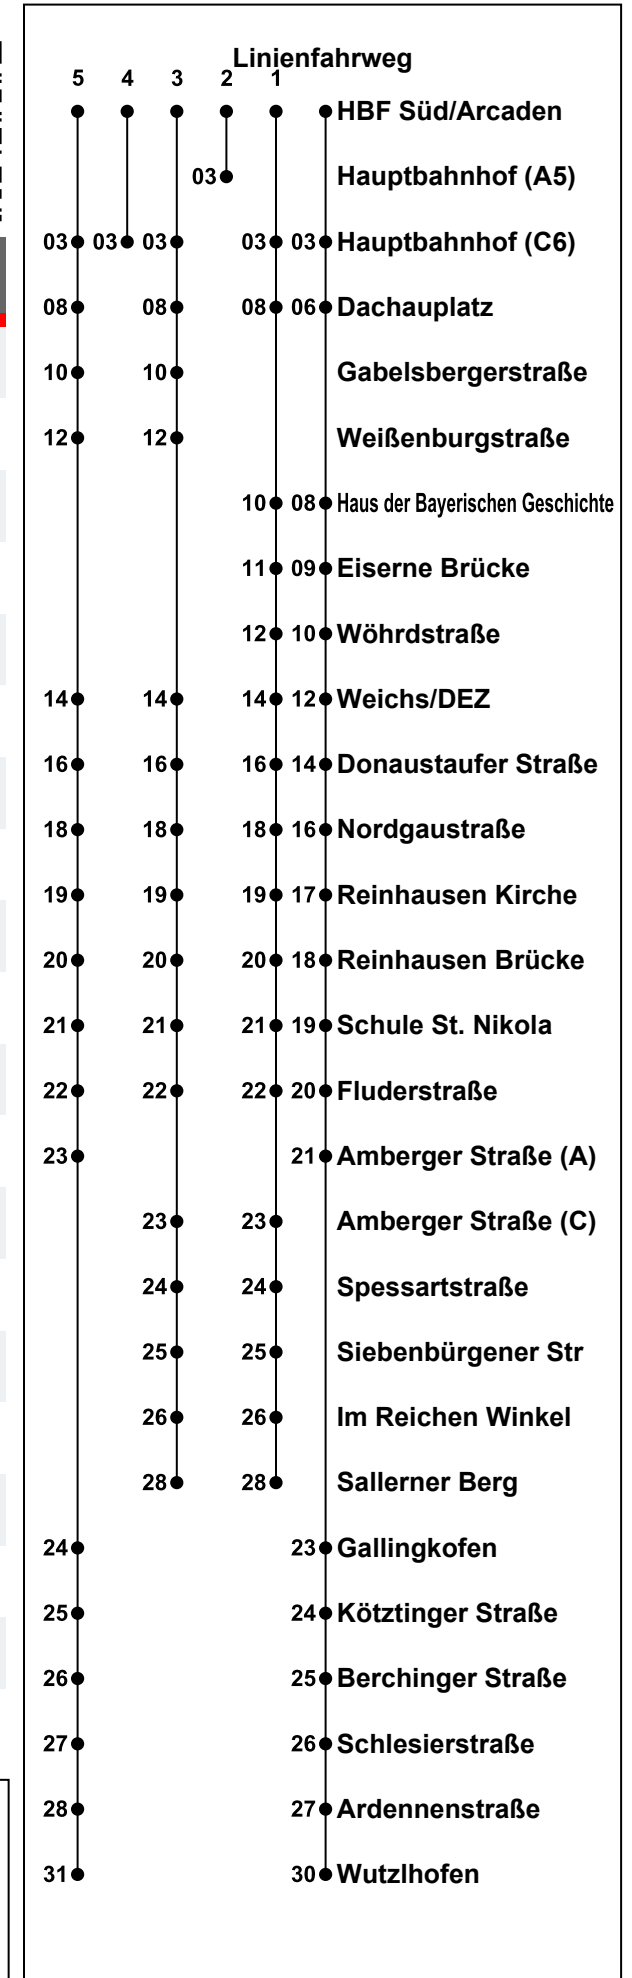 Linienfahrweg
5 4 3 2 1
HBF Süd/Arcaden
03 Hauptbahnhof (A5)
03 03 03 03 03 Hauptbahnhof (C6)
08 08 08 06 Dachauplatz
10 10 Gabelsbergerstraße
12 12 Weißenburgstraße
10 08 Haus der Bayerischen Geschichte
11 09 Eiserne Brücke
12 10 Wöhrdstraße
14 14 14 12 Weichs/DEZ
16 16 16 14 Donaustaufer Straße
18 18 18 16 Nordgaustraße
19 19 19 17 Reinhausen Kirche
20 20 20 18 Reinhausen Brücke
21 21 21 19 Schule St. Nikola
22 22 22 20 Fluderstraße
23 21 Amberger Straße (A)
23 23 Amberger Straße (C)
24 24 Spessartstraße
25 25 Siebenbürgener Str
26 26 Im Reichen Winkel
28 28 Sallerner Berg
24 23 Gallingkofen
25 24 Kötztinger Straße
26 25 Berchinger Straße
27 26 Schlesierstraße
28 27 Ardennenstraße
31 30 Wutzlhofen